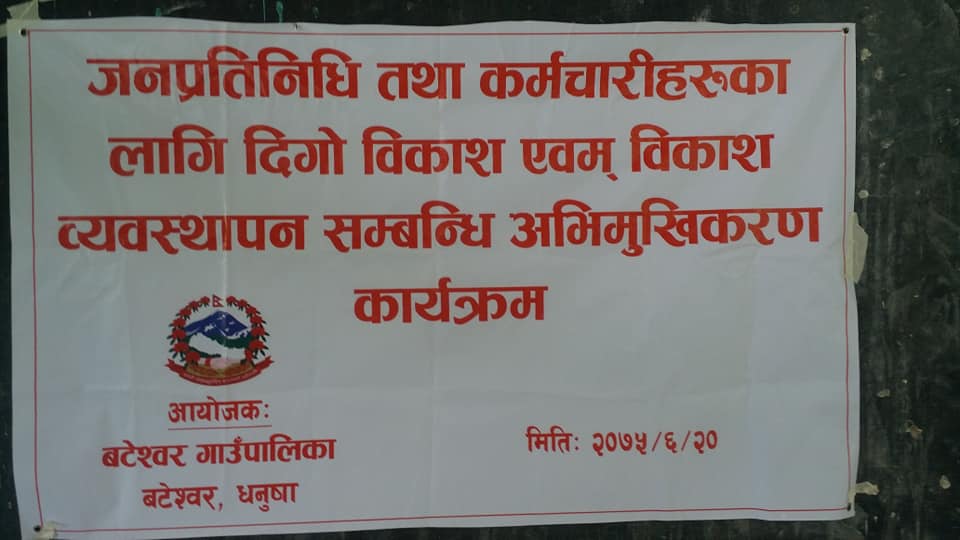 जनप्रतिनिधि तथा कर्मचारीहरुका
लागि दिगो विकाश एवम् विकाश
व्यवस्थापन सम्बन्धि अभिमुखिकरण
कार्यक्रम
आयोजक:
बटेश्वर गाउँपालिका
बटेश्वर, धनुषा
मिति: २०७५/६/२०